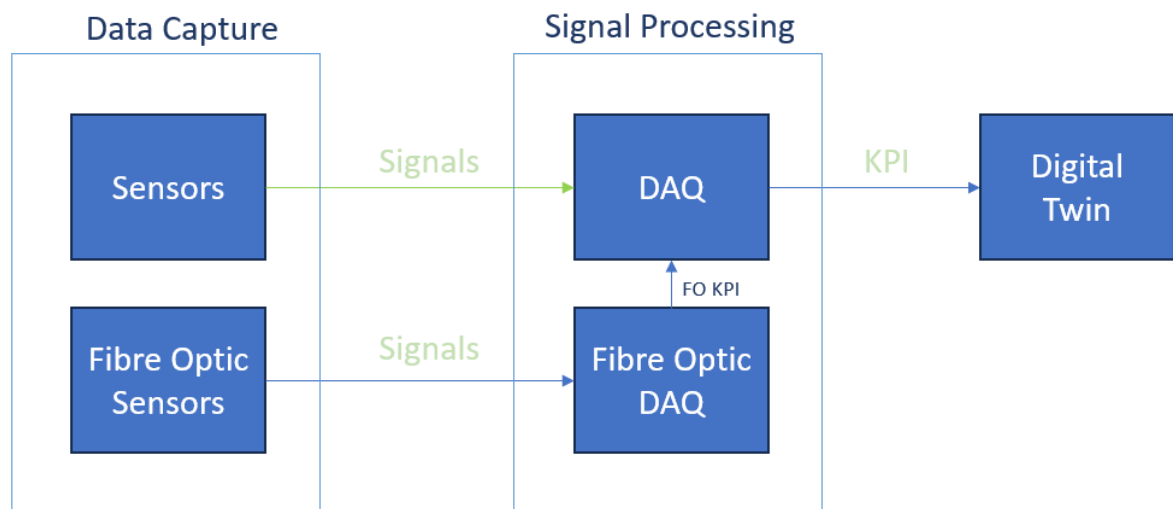 Data Capture
Signal Processing
Sensors
Signals
DAQ
KPI
Digital
Twin
FO KPI
Fibre Optic
Sensors
Signals
Fibre Optic
DAQ